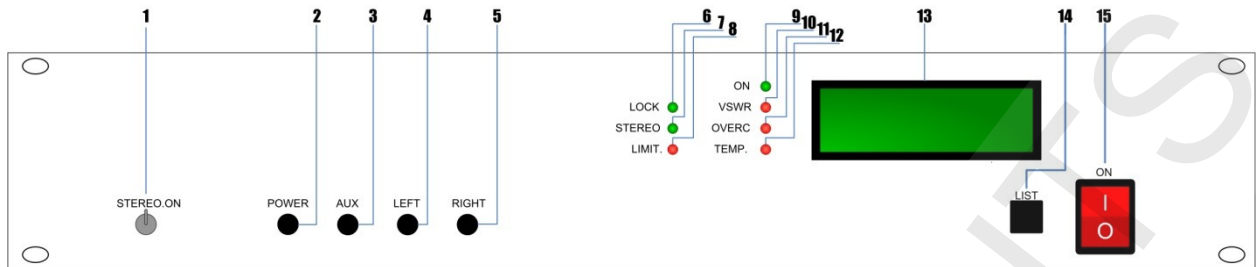 1 2 3 4 5 6 7 8 9 10 11 12 13 14 15
ON
LOCK VSWR
STEREO OVERC
LIMIT. TEMP.
ON
STEREO.ON POWER AUX LEFT RIGHT LIST
I
O
ITS